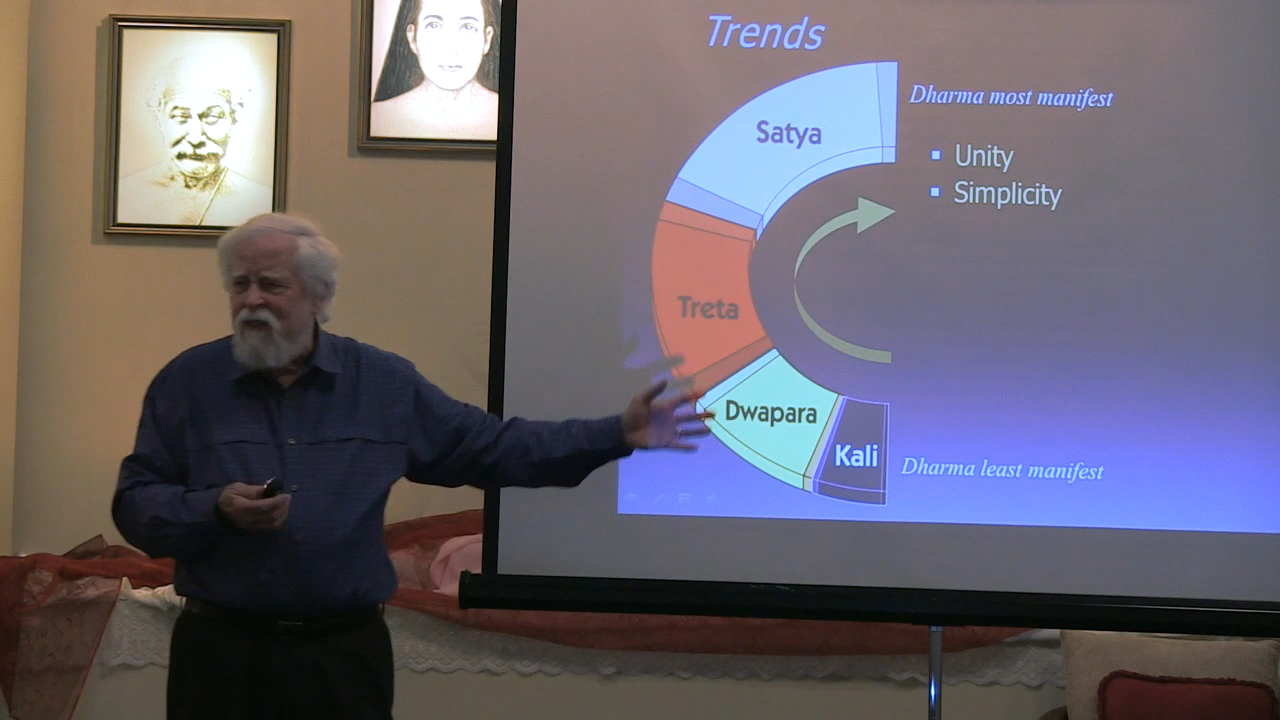 Trends
Satya
Dharma most manifest
Unity
Simplicity
Treta
Dwapara
Kali
Dharma least manifest